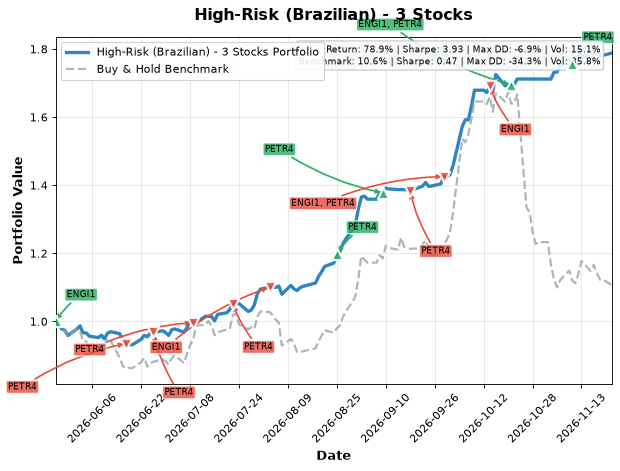 High-Risk (Brazilian) - 3 Stocks
ENGI1, PETR4
PETR4
High-Risk (Brazilian) - 3 Stocks Portfolio
Buy & Hold Benchmark
Return: 78.9% | Sharpe: 3.93 | Max DD: -6.9% | Vol: 15.1%
Benchmark: 10.6% | Sharpe: 0.47 | Max DD: -34.3% | Vol: 35.8%
1.8
1.6
1.4
1.2
1.0
Portfolio Value
ENGI1
PETR4
ENGI1, PETR4
PETR4
PETR4
ENGI1
PETR4
ENGI1
PETR4
PETR4
PETR4
2026-06-06
2026-06-22
2026-07-08
2026-07-24
2026-08-09
2026-08-25
2026-09-10
2026-09-26
2026-10-12
2026-10-28
2026-11-13
Date